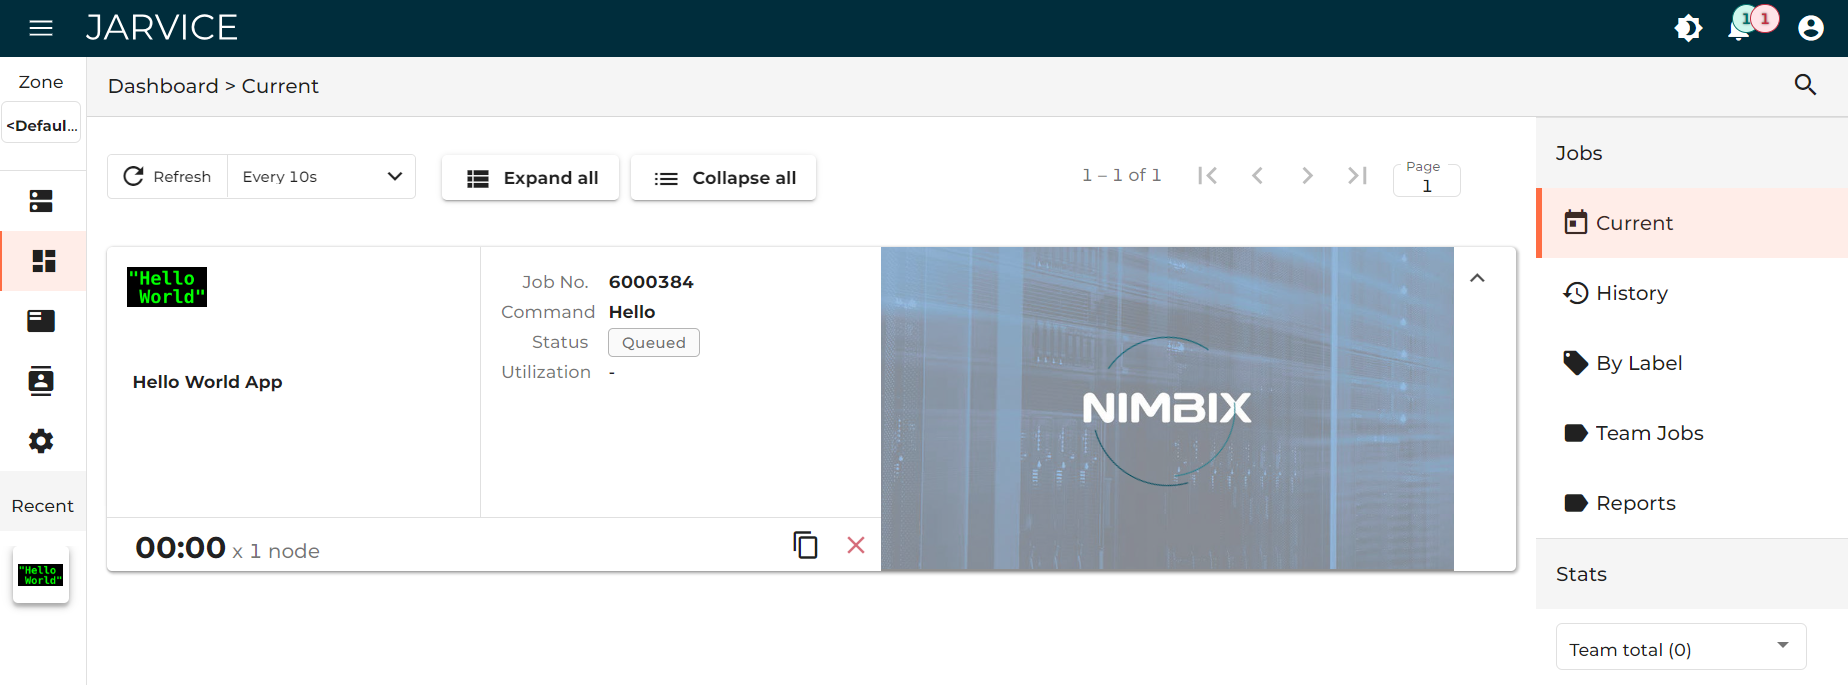 JARVICE
1
1
Zone
<Defaul...
Dashboard > Current
Refresh
Every 10s
Expand all
Collapse all
1 – 1 of 1
Page
1
"Hello
World"
Hello World App
Job No. 6000384
Command Hello
Status Queued
Utilization -
NIMBIX
00:00 x 1 node
Recent
"Hello
World"
Jobs
Current
History
By Label
Team Jobs
Reports
Stats
Team total (0)